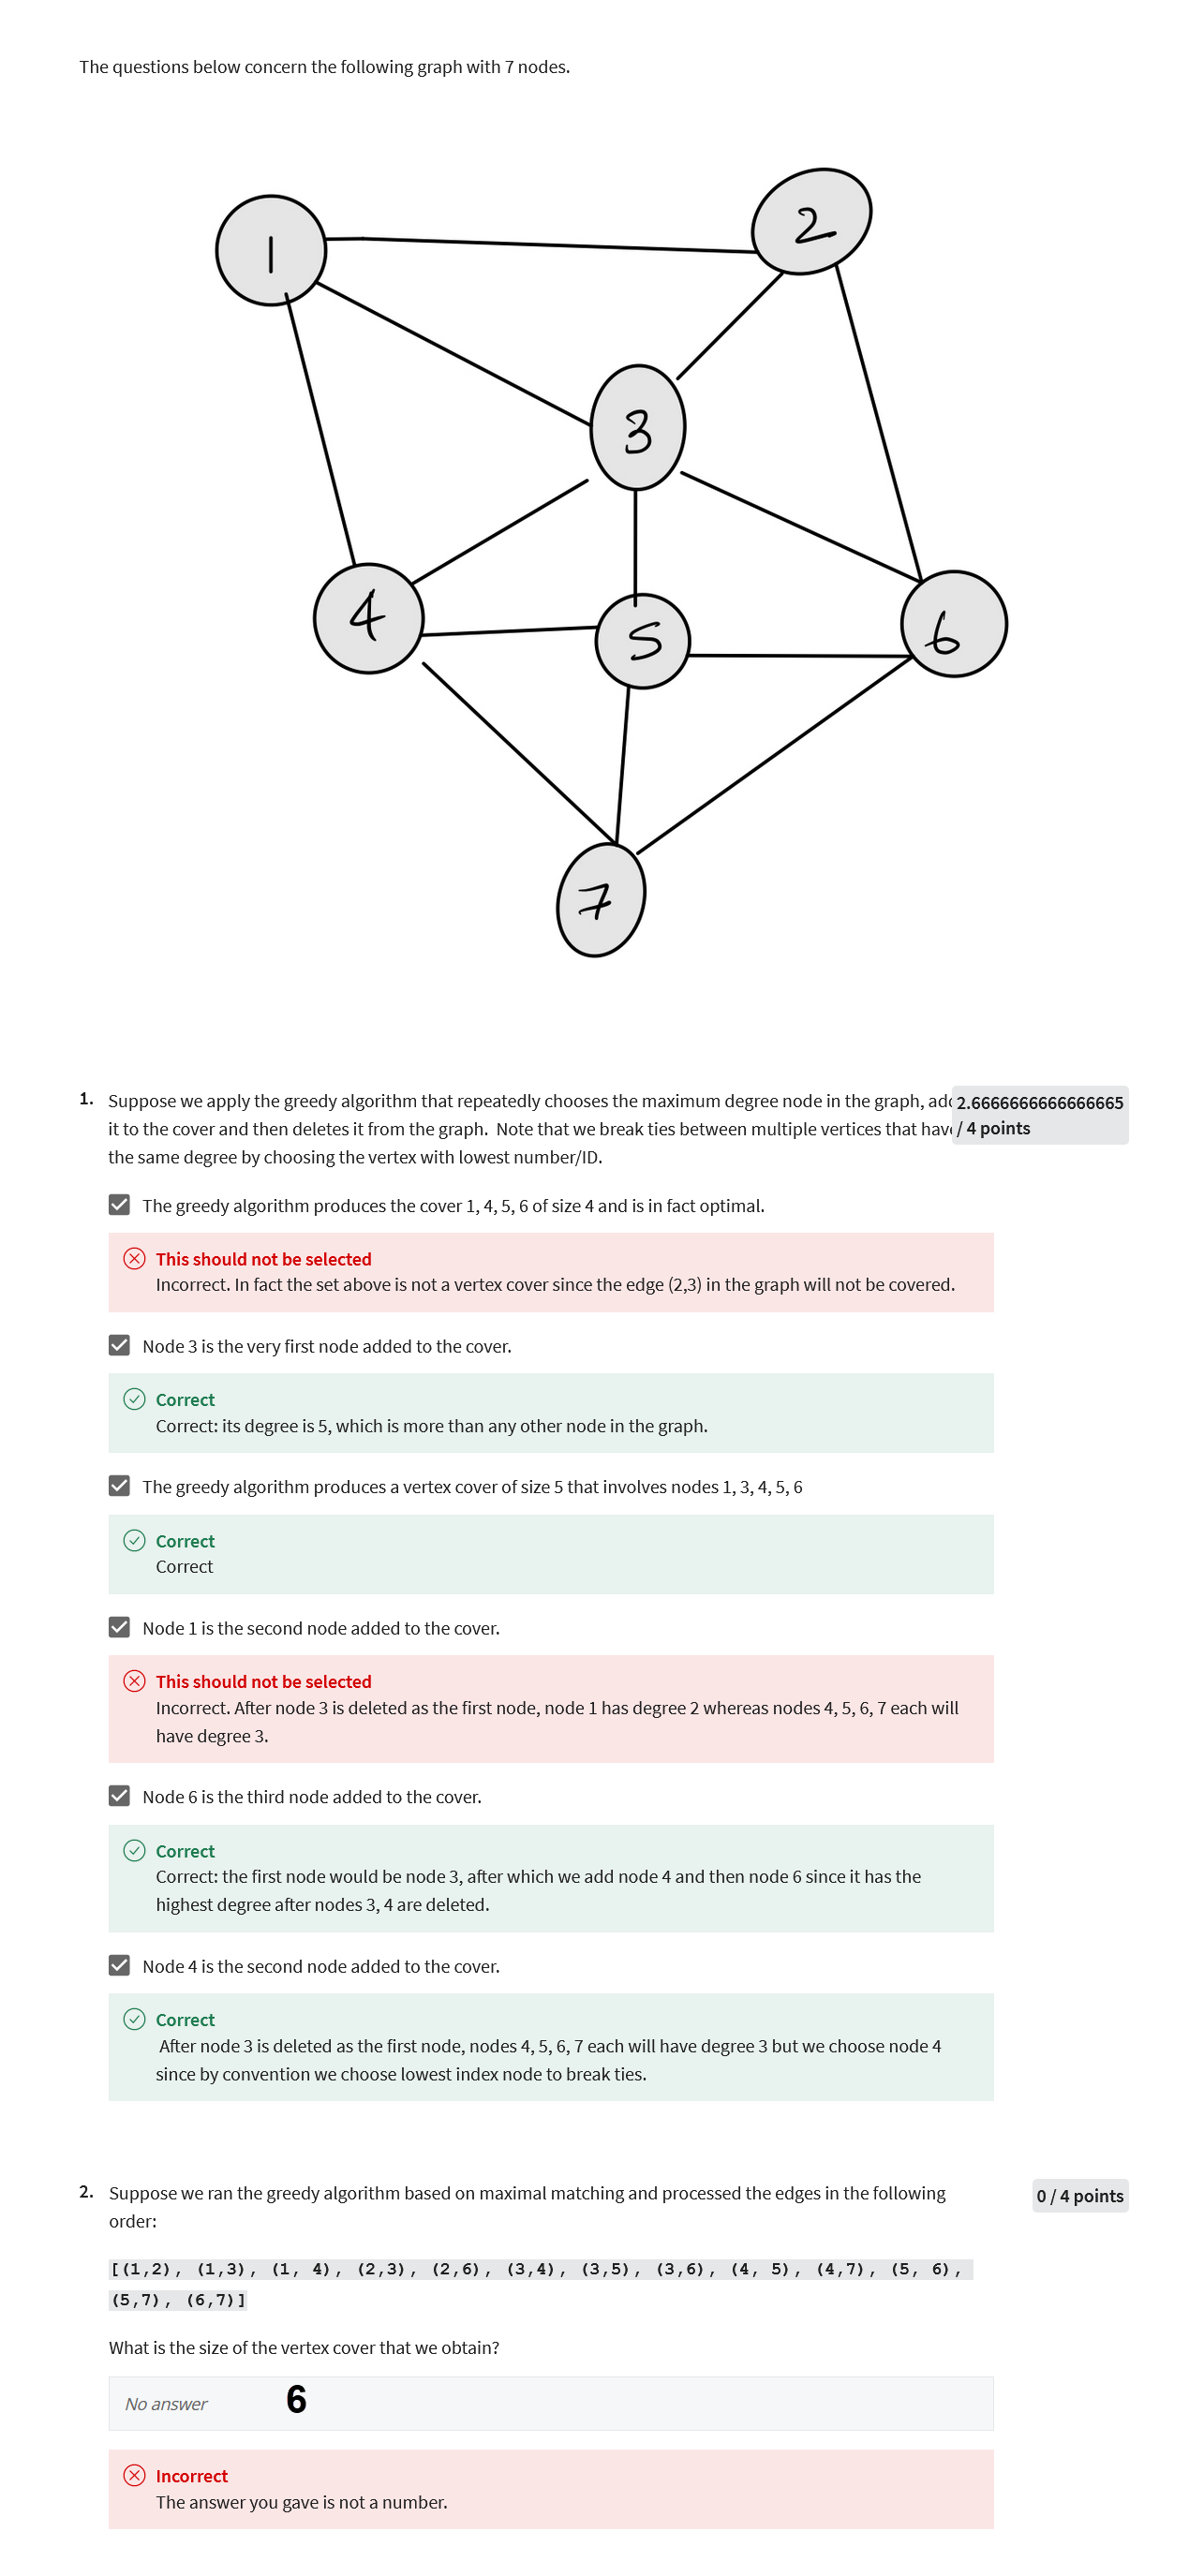 The questions below concern the following graph with 7 nodes.
1
2
3
4
5
6
7
1. Suppose we apply the greedy algorithm that repeatedly chooses the maximum degree node in the graph, add
2.6666666666666665
it to the cover and then deletes it from the graph. Note that we break ties between multiple vertices that have
/ 4 points
the same degree by choosing the vertex with lowest number/ID.
The greedy algorithm produces the cover 1, 4, 5, 6 of size 4 and is in fact optimal.
This should not be selected
Incorrect. In fact the set above is not a vertex cover since the edge (2,3) in the graph will not be covered.
Node 3 is the very first node added to the cover.
Correct
Correct: its degree is 5, which is more than any other node in the graph.
The greedy algorithm produces a vertex cover of size 5 that involves nodes 1, 3, 4, 5, 6
Correct
Correct
Node 1 is the second node added to the cover.
This should not be selected
Incorrect. After node 3 is deleted as the first node, node 1 has degree 2 whereas nodes 4, 5, 6, 7 each will
have degree 3.
Node 6 is the third node added to the cover.
Correct
Correct: the first node would be node 3, after which we add node 4 and then node 6 since it has the
highest degree after nodes 3, 4 are deleted.
Node 4 is the second node added to the cover.
Correct
After node 3 is deleted as the first node, nodes 4, 5, 6, 7 each will have degree 3 but we choose node 4
since by convention we choose lowest index node to break ties.
2. Suppose we ran the greedy algorithm based on maximal matching and processed the edges in the following
0 / 4 points
order:
[(1,2), (1,3), (1, 4), (2,3), (2,6), (3,4), (3,5), (3,6), (4, 5), (4,7), (5, 6),
(5,7), (6,7)]
What is the size of the vertex cover that we obtain?
No answer 6
Incorrect
The answer you gave is not a number.